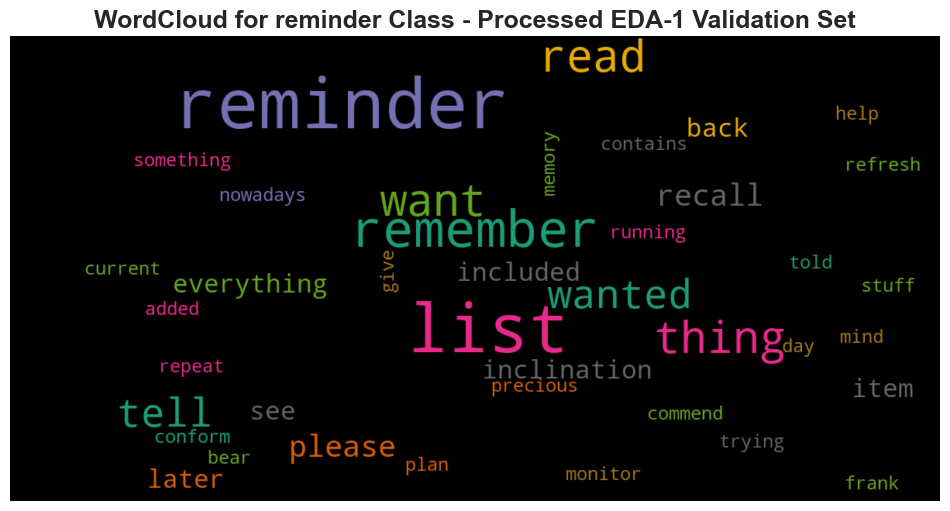 WordCloud for reminder Class - Processed EDA-1 Validation Set
read
reminder
help
back
contains
memory
something
refresh
nowadays
want
recall
remember
running
give
current
included
told
everything
wanted
stuff
added
list
thing
day
mind
repeat
inclination
precious
item
tell
see
commend
conform
please
trying
bear
plan
later
monitor
frank